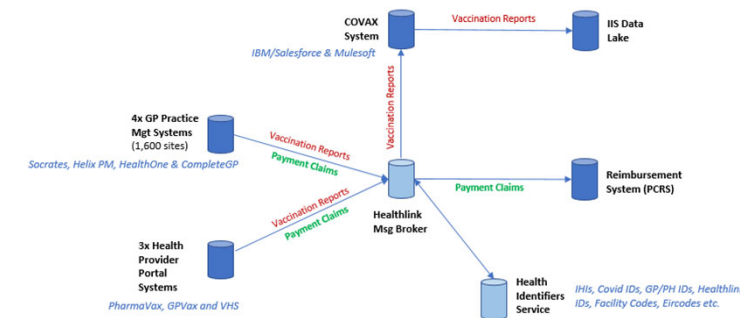 COVAX
System
IBM/Salesforce & Mulesoft
Vaccination Reports
IIS Data
Lake
Vaccination Reports
4x GP Practice
Mgt Systems
(1,600 sites)
Socrates, Helix PM, HealthOne & CompleteGP
Vaccination Reports
Payment Claims
Healthlink
Msg Broker
Payment Claims
Reimbursement
System (PCRS)
Vaccination Reports
Payment Claims
3x Health
Provider
Portal
Systems
PharmaVax, GPVax and VHS
Health
Identifiers
Service
IHIs, Covid IDs, GP/PH IDs, Healthlin
IDs, Facility Codes, Eircodes etc.